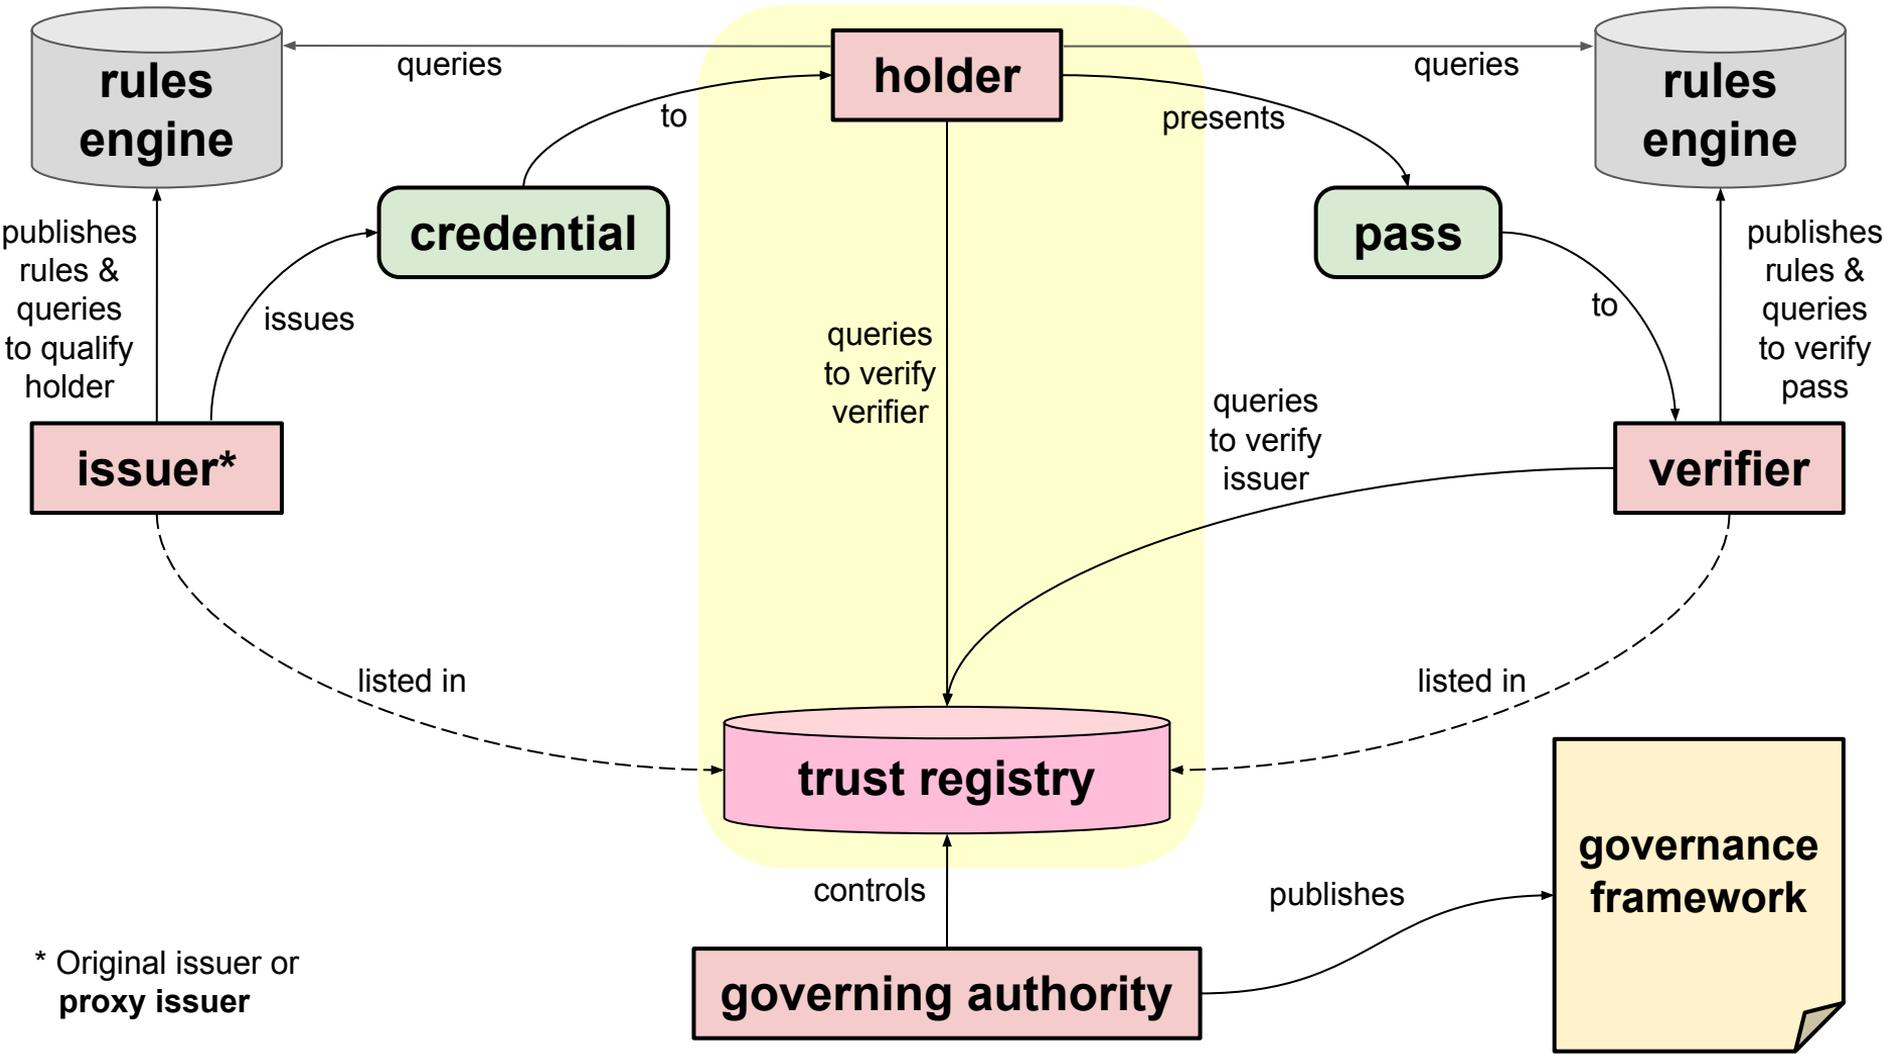 rules
engine
queries
holder
queries
rules
engine
to
presents
credential
pass
publishes
rules &
queries
to qualify
holder
issues
queries
to verify
verifier
to
publishes
rules &
queries
to verify
pass
queries
to verify
issuer
issuer*
verifier
listed in
listed in
trust registry
governance
framework
controls
publishes
governing authority
* Original issuer or
proxy issuer